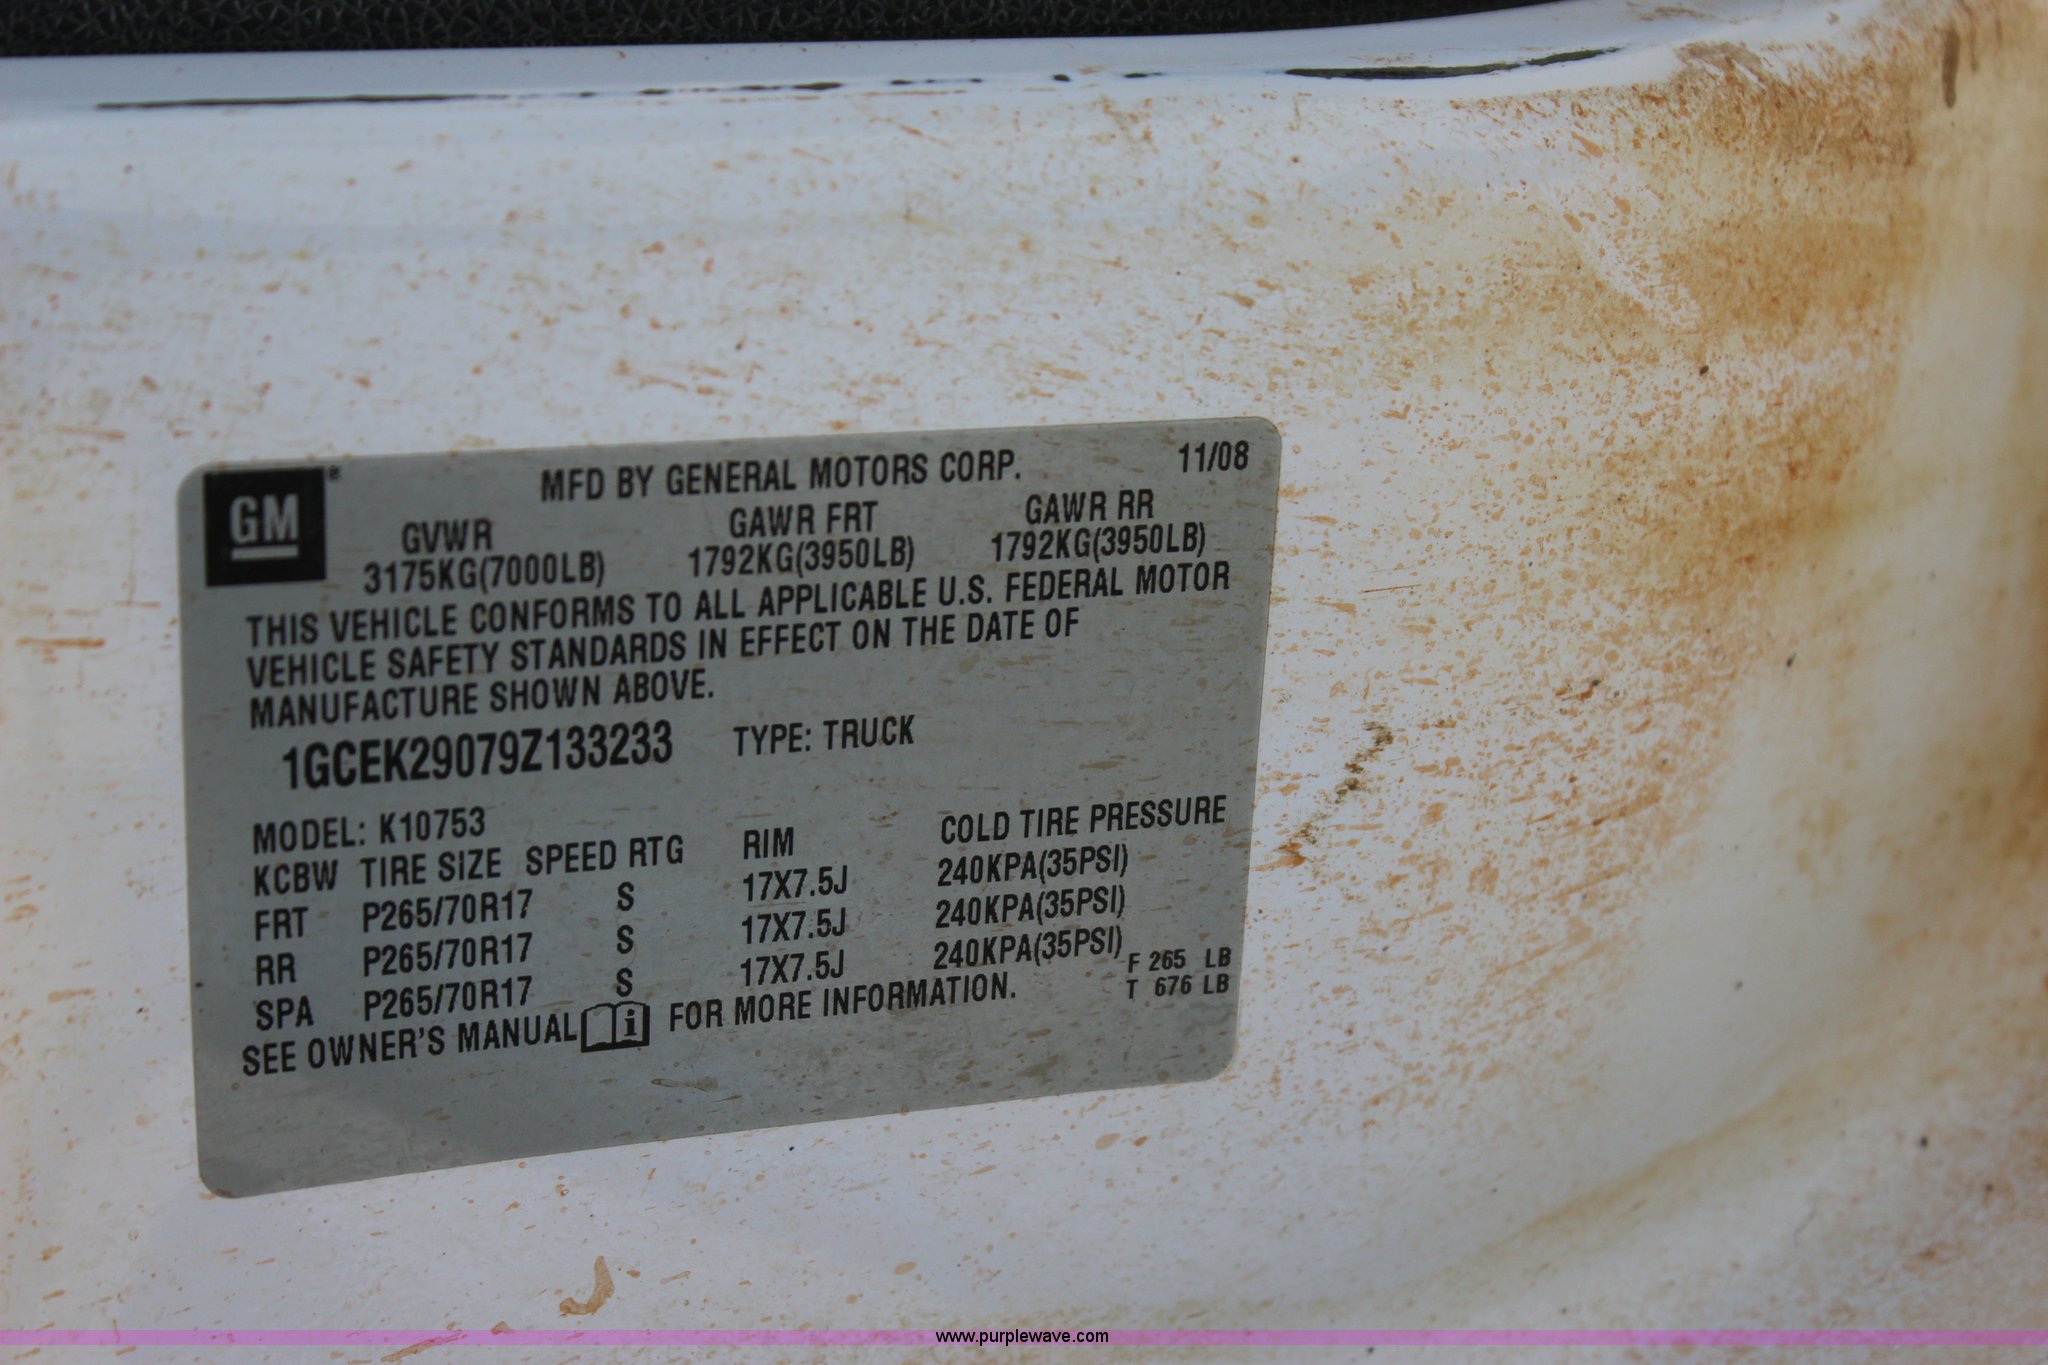 GM®
MFD BY GENERAL MOTORS CORP. 11/08
GVWR GAWR FRT GAWR RR
3175KG(7000LB) 1792KG(3950LB) 1792KG(3950LB)
THIS VEHICLE CONFORMS TO ALL APPLICABLE U.S. FEDERAL MOTOR
VEHICLE SAFETY STANDARDS IN EFFECT ON THE DATE OF
MANUFACTURE SHOWN ABOVE.
1GCEK29079Z133233 TYPE: TRUCK
MODEL: K10753
KCBW TIRE SIZE SPEED RTG RIM COLD TIRE PRESSURE
FRT P265/70R17 S 17X7.5J 240KPA(35PSI)
RR P265/70R17 S 17X7.5J 240KPA(35PSI)
SPA P265/70R17 S 17X7.5J 240KPA(35PSI)
SEE OWNER'S MANUAL i FOR MORE INFORMATION.
F 265 LB
T 676 LB
www.purplewave.com